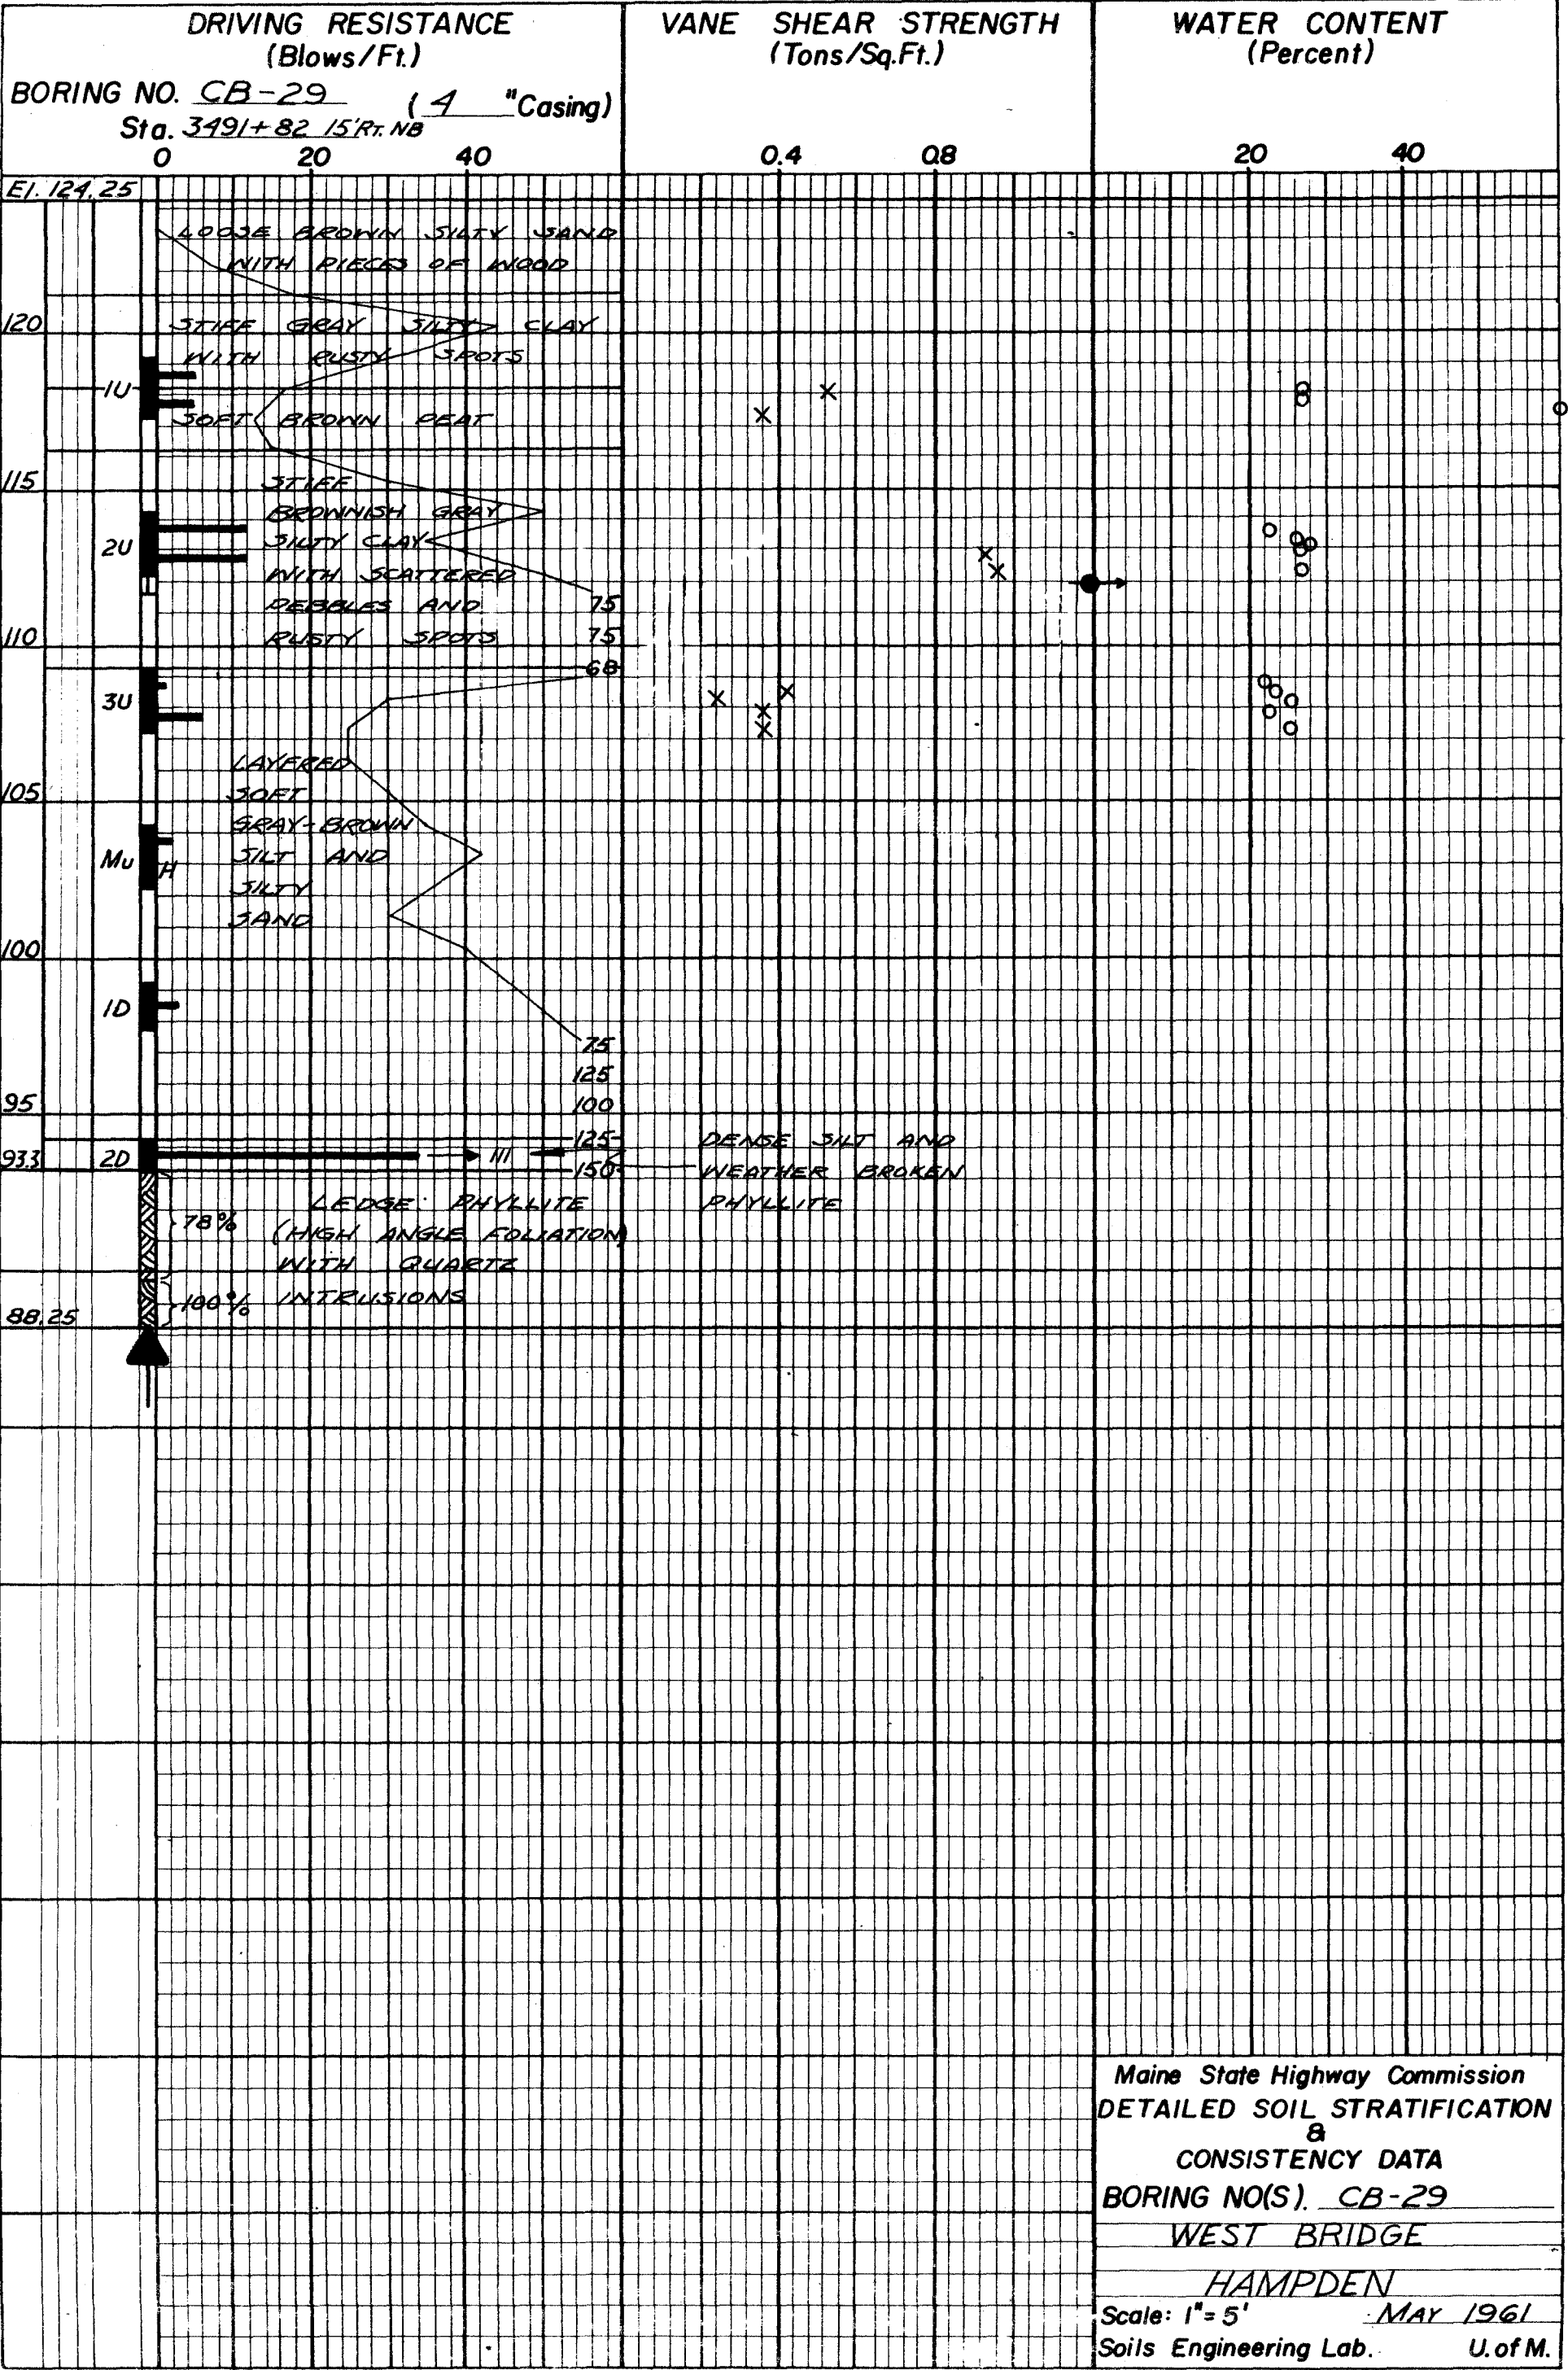 DRIVING RESISTANCE
(Blows/Ft.)
BORING NO. CB-29 (4 "Casing)
Sta. 3491+82 15' RT. NB
0 20 40
VANE SHEAR STRENGTH
(Tons/Sq.Ft.)
0.4 0.8
WATER CONTENT
(Percent)
20 40
El. 124.25
LOOSE BROWN SILTY SAND
WITH PIECES OF WOOD
120
STIFF GRAY SILTY CLAY
WITH RUSTY SPOTS
1U
SOFT BROWN PEAT
115
STIFF
BROWNISH GRAY
2U
SILTY CLAY
WITH SCATTERED
H
PEBBLES AND 75
RUSTY SPOTS 75
110
68
3U
LAYERED
105
SOFT
GRAY-BROWN
MU H
SILT AND
SILTY
SAND
100
1D
75
125
95
100
125
DENSE SILT AND
93.3 2D
111
150
WEATHER BROKEN
PHYLLITE
LEDGE: PHYLLITE
78%
(HIGH ANGLE FOLIATION)
WITH QUARTZ
100%
INTRUSIONS
88.25
Maine State Highway Commission
DETAILED SOIL STRATIFICATION
&
CONSISTENCY DATA
BORING NO(S). CB-29
WEST BRIDGE
HAMPDEN
Scale: 1"=5' MAY 1961
Soils Engineering Lab. U. of M.